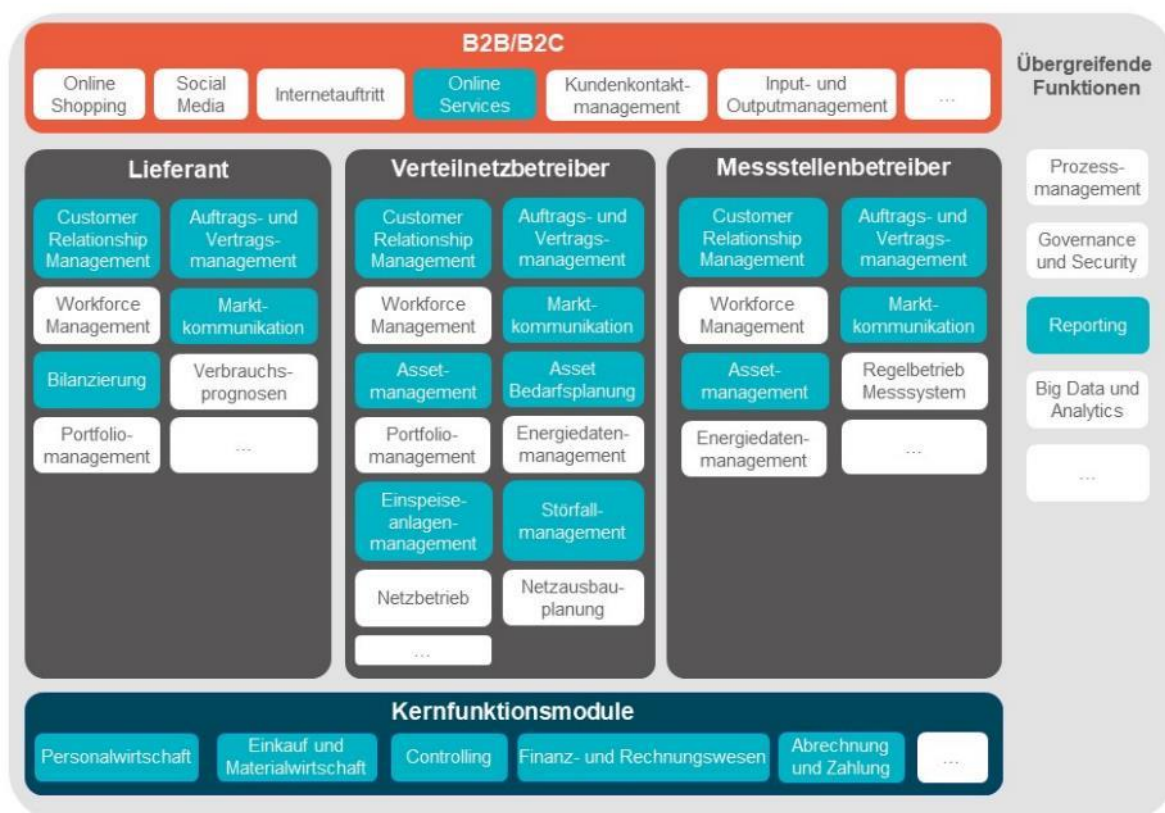 B2B/B2C
Online
Shopping
Social
Media
Internetauftritt
Online
Services
Kundenkontakt-
management
Input- und
Outputmanagement
...
Übergreifende
Funktionen
Prozess-
management
Governance
und Security
Reporting
Big Data und
Analytics
...
Lieferant
Customer
Relationship
Management
Auftrags- und
Vertrags-
management
Workforce
Management
Markt-
kommunikation
Bilanzierung
Verbrauchs-
prognosen
Portfolio-
management
...
Verteilnetzbetreiber
Customer
Relationship
Management
Auftrags- und
Vertrags-
management
Workforce
Management
Markt-
kommunikation
Asset-
management
Asset
Bedarfsplanung
Portfolio-
management
Energiedaten-
management
Einspeise-
anlagen-
management
Störfall-
management
Netzbetrieb
Netzausbau-
planung
...
Messstellenbetreiber
Customer
Relationship
Management
Auftrags- und
Vertrags-
management
Workforce
Management
Markt-
kommunikation
Asset-
management
Regelbetrieb
Messsystem
Energiedaten-
management
...
Kernfunktionsmodule
Personalwirtschaft
Einkauf und
Materialwirtschaft
Controlling
Finanz- und Rechnungswesen
Abrechnung
und Zahlung
...